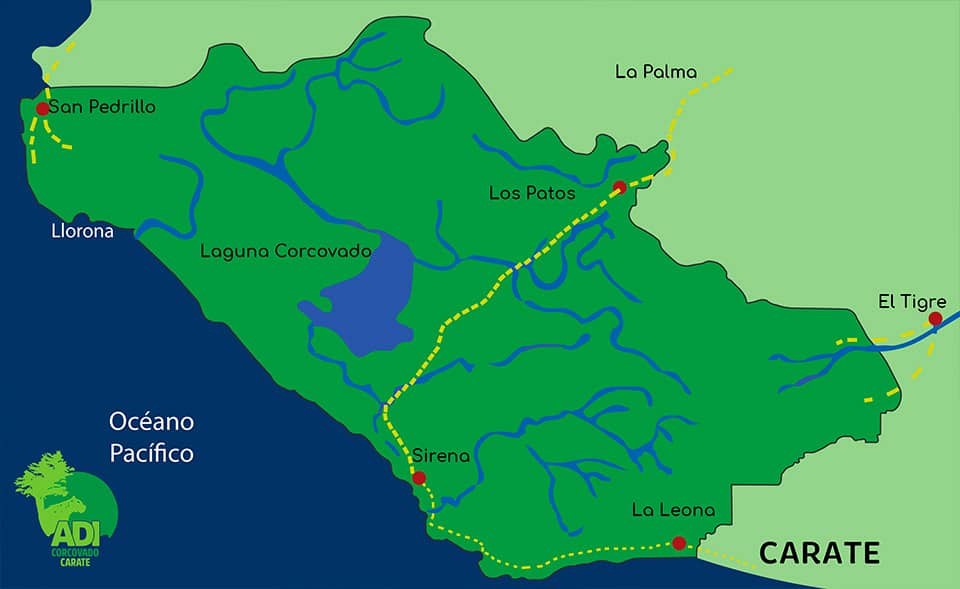 La Palma
San Pedrillo
Los Patos
Llorona
Laguna Corcovado
El Tigre
Océano
Pacífico
Sirena
La Leona
ADI
CORCOVADO
CARATE
CARATE